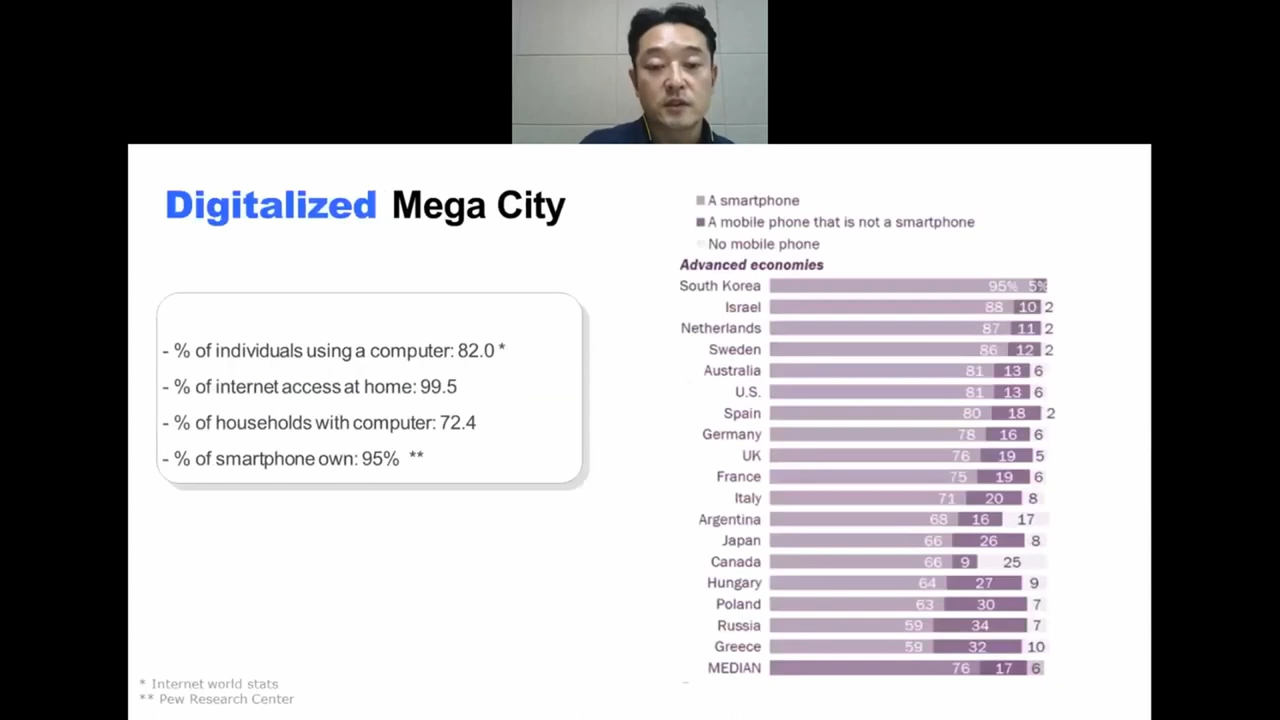 Digitalized Mega City
- % of individuals using a computer: 82.0 *
- % of internet access at home: 99.5
- % of households with computer: 72.4
- % of smartphone own: 95% **
* Internet world stats
** Pew Research Center
A smartphone
A mobile phone that is not a smartphone
No mobile phone
Advanced economies
South Korea 95% 5%
Israel 88 10 2
Netherlands 87 11 2
Sweden 86 12 2
Australia 81 13 6
U.S. 81 13 6
Spain 80 18 2
Germany 78 16 6
UK 76 19 5
France 75 19 6
Italy 71 20 8
Argentina 68 16 17
Japan 66 26 8
Canada 66 9 25
Hungary 64 27 9
Poland 63 30 7
Russia 59 34 7
Greece 59 32 10
MEDIAN 76 17 6